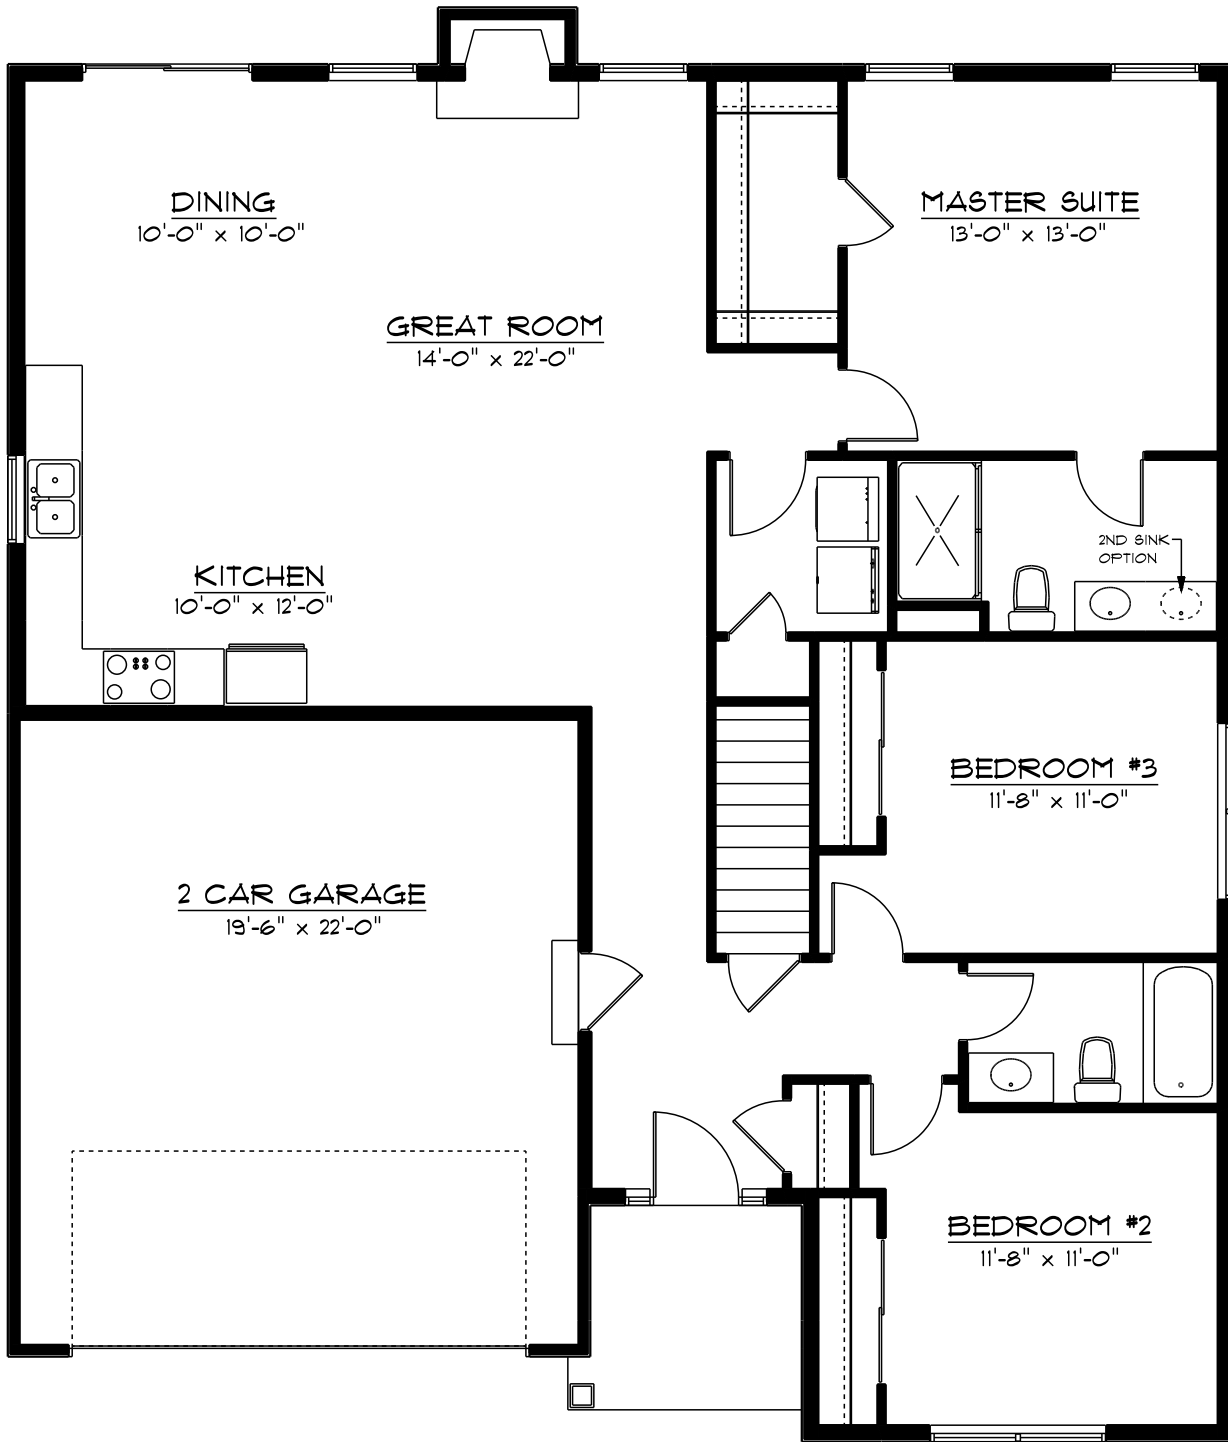 DINING
10'-0" x 10'-0"
MASTER SUITE
13'-0" x 13'-0"
GREAT ROOM
14'-0" x 22'-0"
2ND SINK
OPTION
KITCHEN
10'-0" x 12'-0"
BEDROOM #3
11'-8" x 11'-0"
2 CAR GARAGE
19'-6" x 22'-0"
BEDROOM #2
11'-8" x 11'-0"